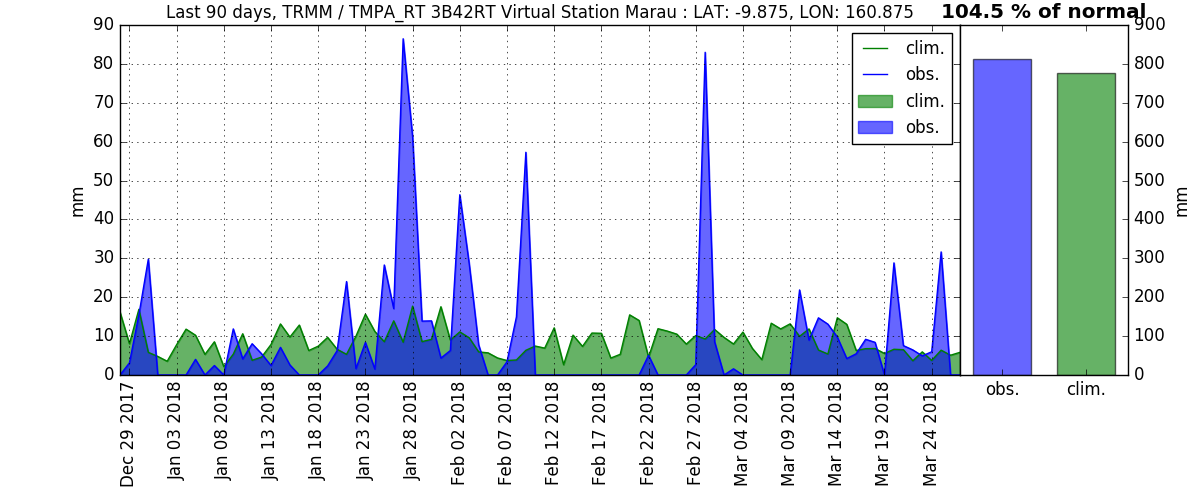 Last 90 days, TRMM / TMPA_RT 3B42RT Virtual Station Marau : LAT: -9.875, LON: 160.875
104.5 % of normal
90
80
70
60
50
40
30
20
10
0
mm
clim.
obs.
clim.
obs.
900
800
700
600
500
400
300
200
100
0
mm
Dec 29 2017
Jan 03 2018
Jan 08 2018
Jan 13 2018
Jan 18 2018
Jan 23 2018
Jan 28 2018
Feb 02 2018
Feb 07 2018
Feb 12 2018
Feb 17 2018
Feb 22 2018
Feb 27 2018
Mar 04 2018
Mar 09 2018
Mar 14 2018
Mar 19 2018
Mar 24 2018
obs.
clim.